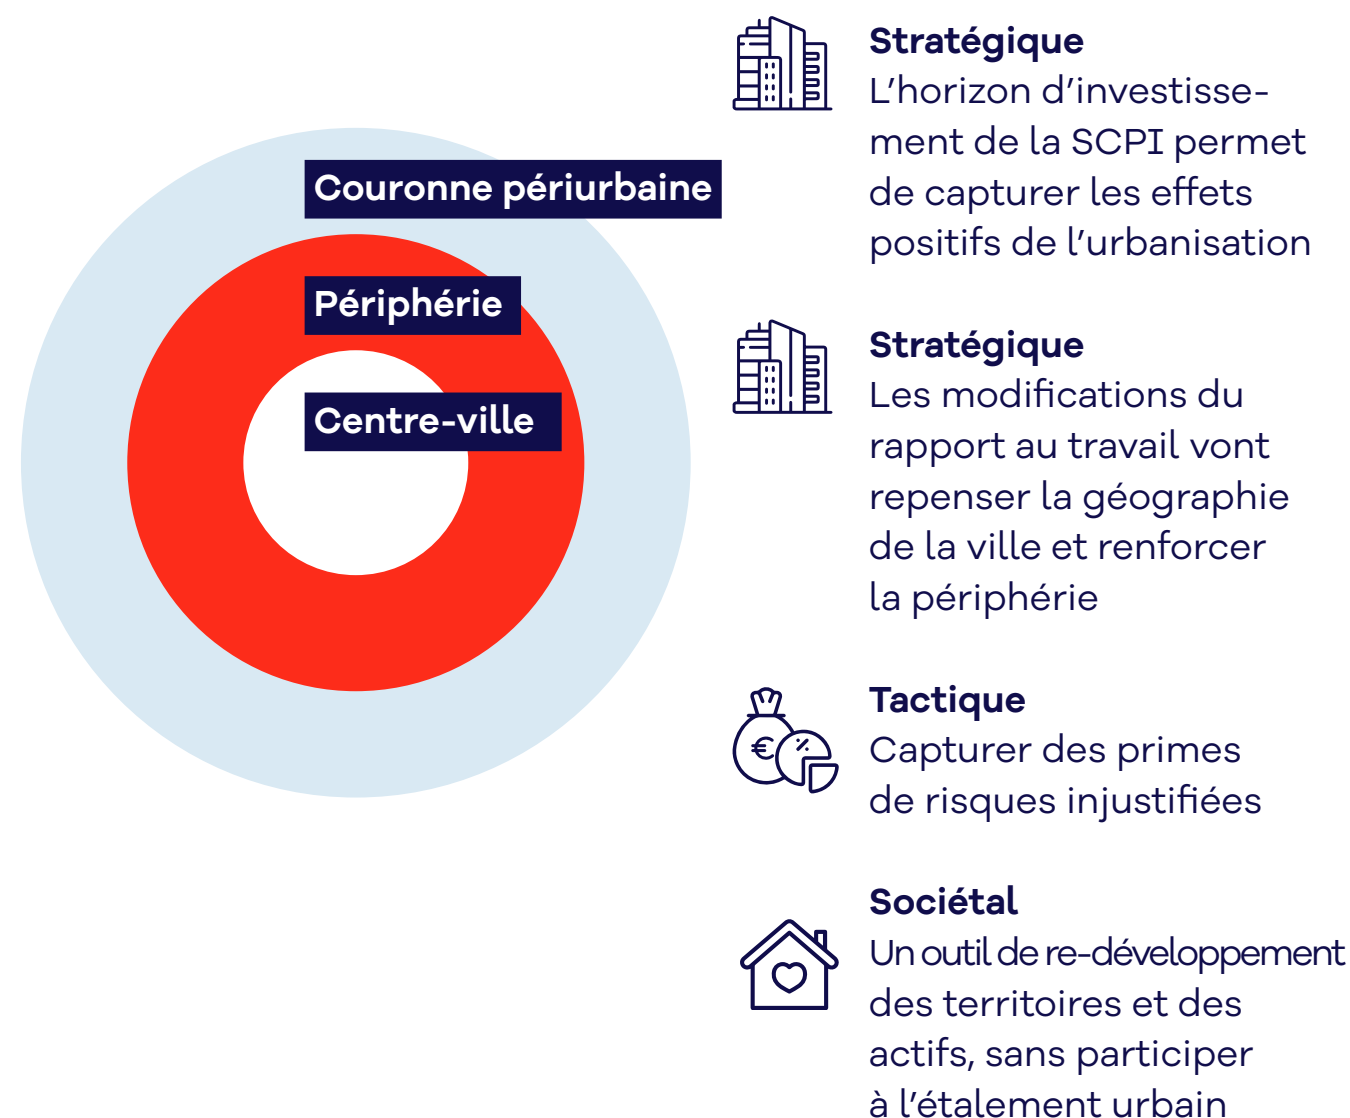 Couronne périurbaine
Périphérie
Centre-ville
Stratégique
L’horizon d’investisse-
ment de la SCPI permet
de capturer les effets
positifs de l’urbanisation
Stratégique
Les modifications du
rapport au travail vont
repenser la géographie
de la ville et renforcer
la périphérie
€
%
Tactique
Capturer des primes
de risques injustifiées
Sociétal
Un outil de re-développement
des territoires et des
actifs, sans participer
à l’étalement urbain